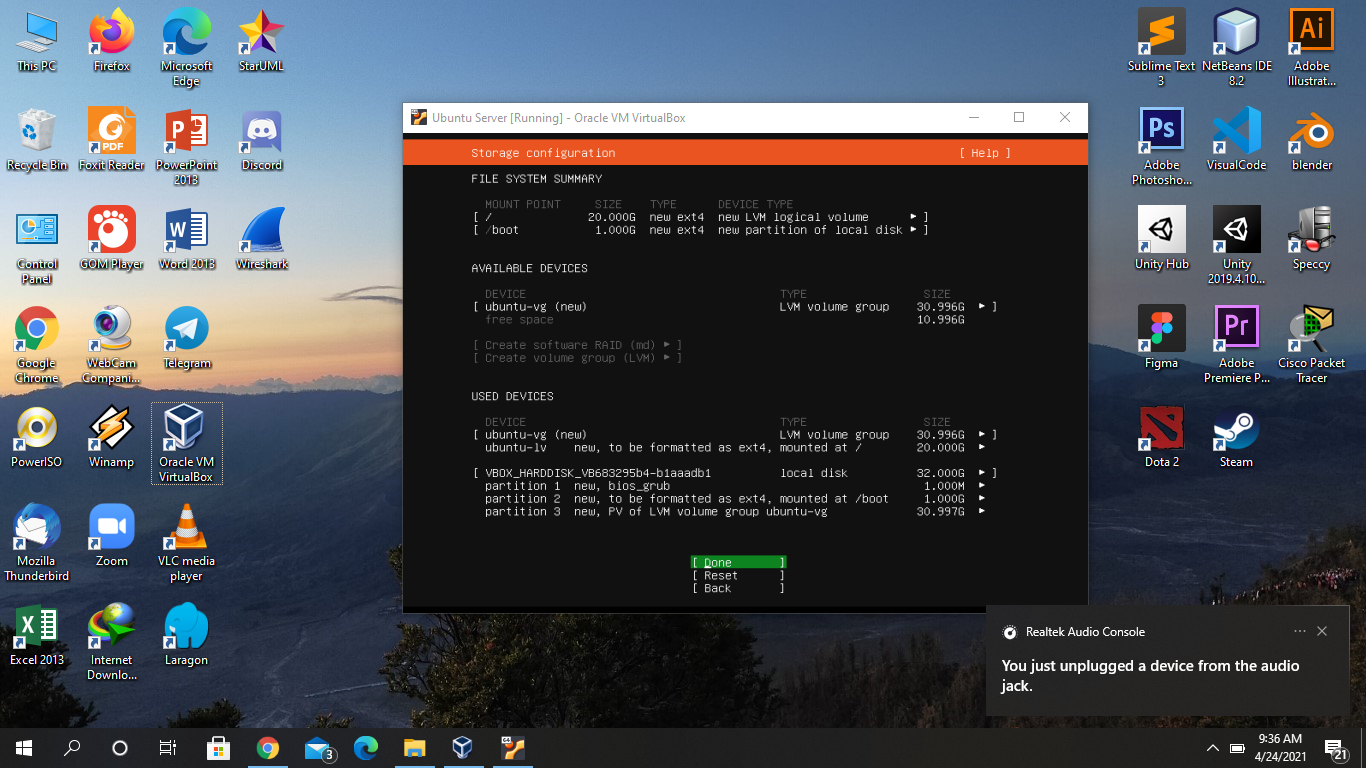 This PC
Firefox
Microsoft
Edge
StarUML
Recycle Bin
Foxit Reader
PDF
PowerPoint
2013
Discord
Control
Panel
GOM Player
Word 2013
Wireshark
Google
Chrome
WebCam
Compani...
Telegram
PowerISO
Winamp
Oracle VM
VirtualBox
Mozilla
Thunderbird
Zoom
VLC media
player
Excel 2013
Internet
Downlo...
Laragon
Ubuntu Server [Running] - Oracle VM VirtualBox
Storage configuration [ Help ]
FILE SYSTEM SUMMARY
MOUNT POINT SIZE TYPE DEVICE TYPE
[ / 20.000G new ext4 new LVM logical volume ▸ ]
[ /boot 1.000G new ext4 new partition of local disk ▸ ]
AVAILABLE DEVICES
DEVICE TYPE SIZE
[ ubuntu-vg (new) LVM volume group 30.996G ▸ ]
free space 10.996G
[ Create software RAID (md) ▸ ]
[ Create volume group (LVM) ▸ ]
USED DEVICES
DEVICE TYPE SIZE
[ ubuntu-vg (new) LVM volume group 30.996G ▸ ]
ubuntu-lv new, to be formatted as ext4, mounted at / 20.000G ▸
[ VBOX_HARDDISK_VB683295b4-b1aaadb1 local disk 32.000G ▸ ]
partition 1 new, bios_grub 1.000M ▸
partition 2 new, to be formatted as ext4, mounted at /boot 1.000G ▸
partition 3 new, PV of LVM volume group ubuntu-vg 30.997G ▸
[ Done ]
[ Reset ]
[ Back ]
Sublime Text
3
NetBeans IDE
8.2
Ai
Adobe
Illustrat...
Ps
Adobe
Photosho...
VisualCode
blender
Unity Hub
Unity
2019.4.10...
Speccy
Figma
Pr
Adobe
Premiere P...
Cisco Packet
Tracer
Dota 2
Steam
Realtek Audio Console
You just unplugged a device from the audio
jack.
3
9:36 AM
4/24/2021
21